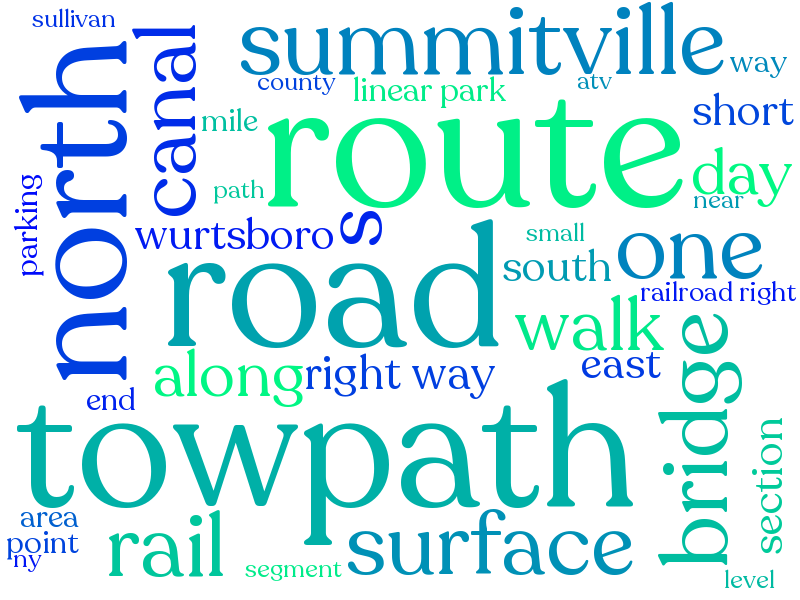 sullivan
summitville
way
county
linear park
atv
north
canal
mile
route
short
day
path
near
parking
wurtsboro
s
small
one
road
south
railroad right
walk
along
right way
east
bridge
end
towpath
section
area
point
ny
rail
surface
segment
level